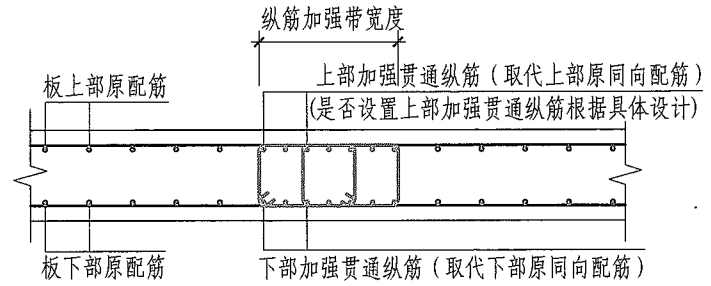 纵筋加强带宽度
板上部原配筋
上部加强贯通纵筋(取代上部原同向配筋)
(是否设置上部加强贯通纵筋根据具体设计)
板下部原配筋
下部加强贯通纵筋(取代下部原同向配筋)